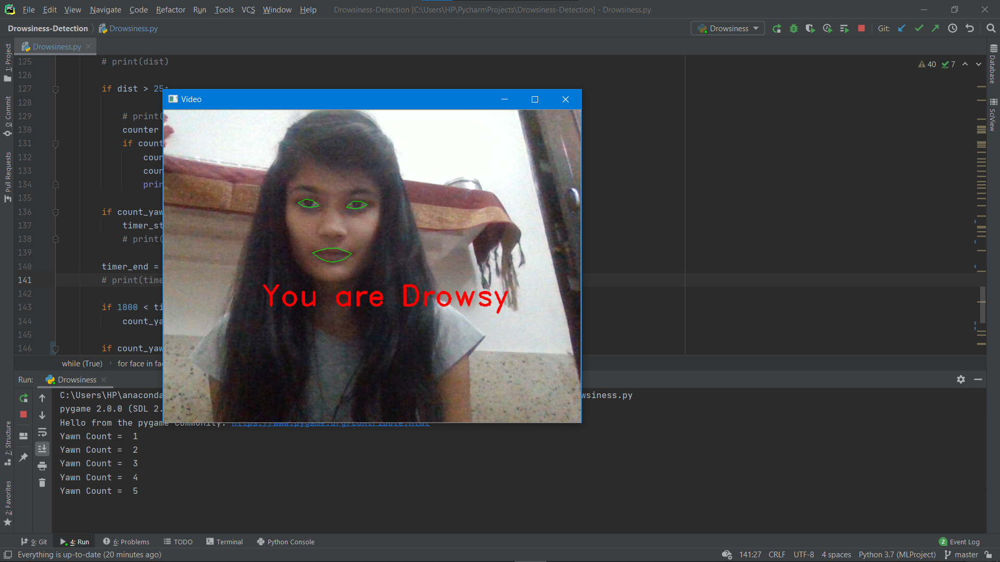 File Edit View Navigate Code Refactor Run Tools VCS Window Help Drowsiness-Detection [C:\Users\HP\PycharmProjects\Drowsiness-Detection] - Drowsiness.py
Drowsiness-Detection Drowsiness.py Drowsiness Git:
Drowsiness.py
1: Project
0: Commit
Pull Requests
7: Structure
2: Favorites
Database
SciView
40 7
125 # print(dist)
126
127 if dist > 25:
128
129 # print(
130 counter
131 if count
132 coun
133 coun
134 prin
135
136 if count_yaw
137 timer_st
138 # print(
139
140 timer_end =
141 # print(time
142
143 if 1800 < ti
144 count_ya
145
146 if count_yaw
while (True) for face in fac
Video
You are Drowsy
Run: Drowsiness
C:\Users\HP\anaconda wsiness.py
pygame 2.0.0 (SDL 2.
Hello from the pygame community. https://www.pygame.org/contribute.html
Yawn Count = 1
Yawn Count = 2
Yawn Count = 3
Yawn Count = 4
Yawn Count = 5
9: Git 4: Run 6: Problems TODO Terminal Python Console 2 Event Log
Everything is up-to-date (20 minutes ago) 141:27 CRLF UTF-8 4 spaces Python 3.7 (MLProject) master